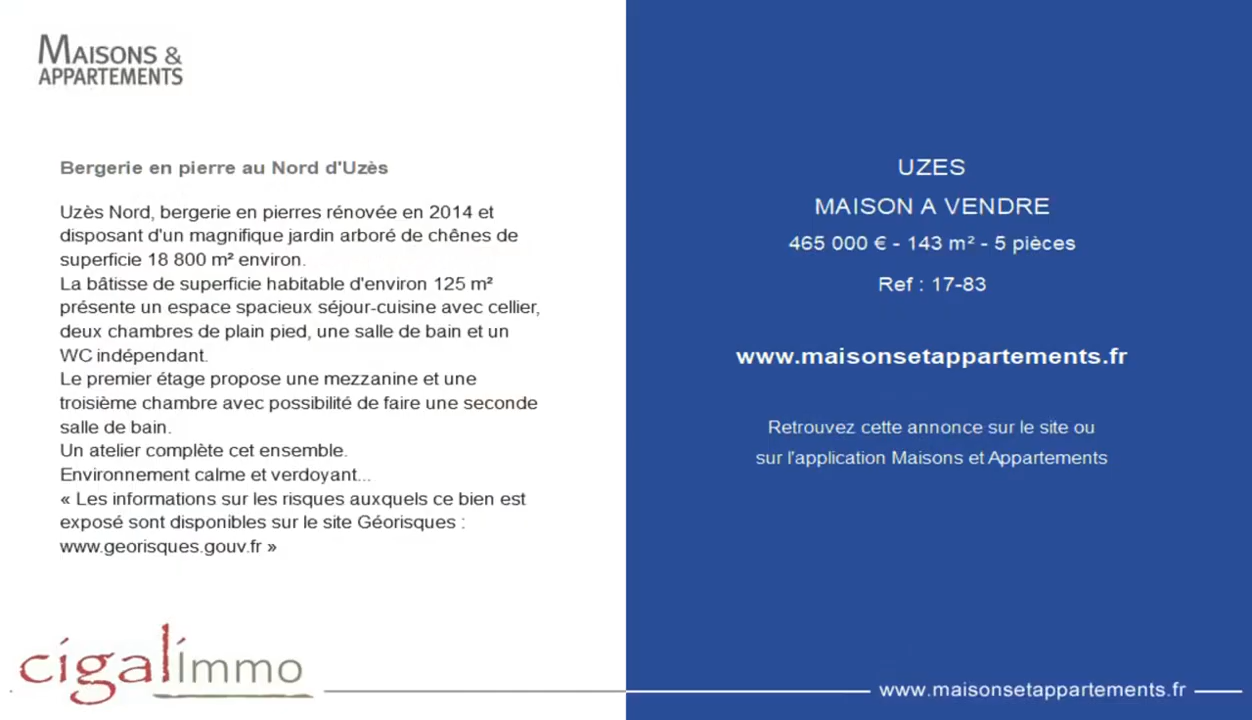 MAISONS &
APPARTEMENTS
Bergerie en pierre au Nord d'Uzès
Uzès Nord, bergerie en pierres rénovée en 2014 et
disposant d'un magnifique jardin arboré de chênes de
superficie 18 800 m² environ.
La bâtisse de superficie habitable d'environ 125 m²
présente un espace spacieux séjour-cuisine avec cellier,
deux chambres de plain pied, une salle de bain et un
WC indépendant.
Le premier étage propose une mezzanine et une
troisième chambre avec possibilité de faire une seconde
salle de bain.
Un atelier complète cet ensemble.
Environnement calme et verdoyant...
« Les informations sur les risques auxquels ce bien est
exposé sont disponibles sur le site Géorisques :
www.georisques.gouv.fr »
cigalimmo
UZES
MAISON A VENDRE
465 000 € - 143 m² - 5 pièces
Ref : 17-83
www.maisonsetappartements.fr
Retrouvez cette annonce sur le site ou
sur l'application Maisons et Appartements
www.maisonsetappartements.fr